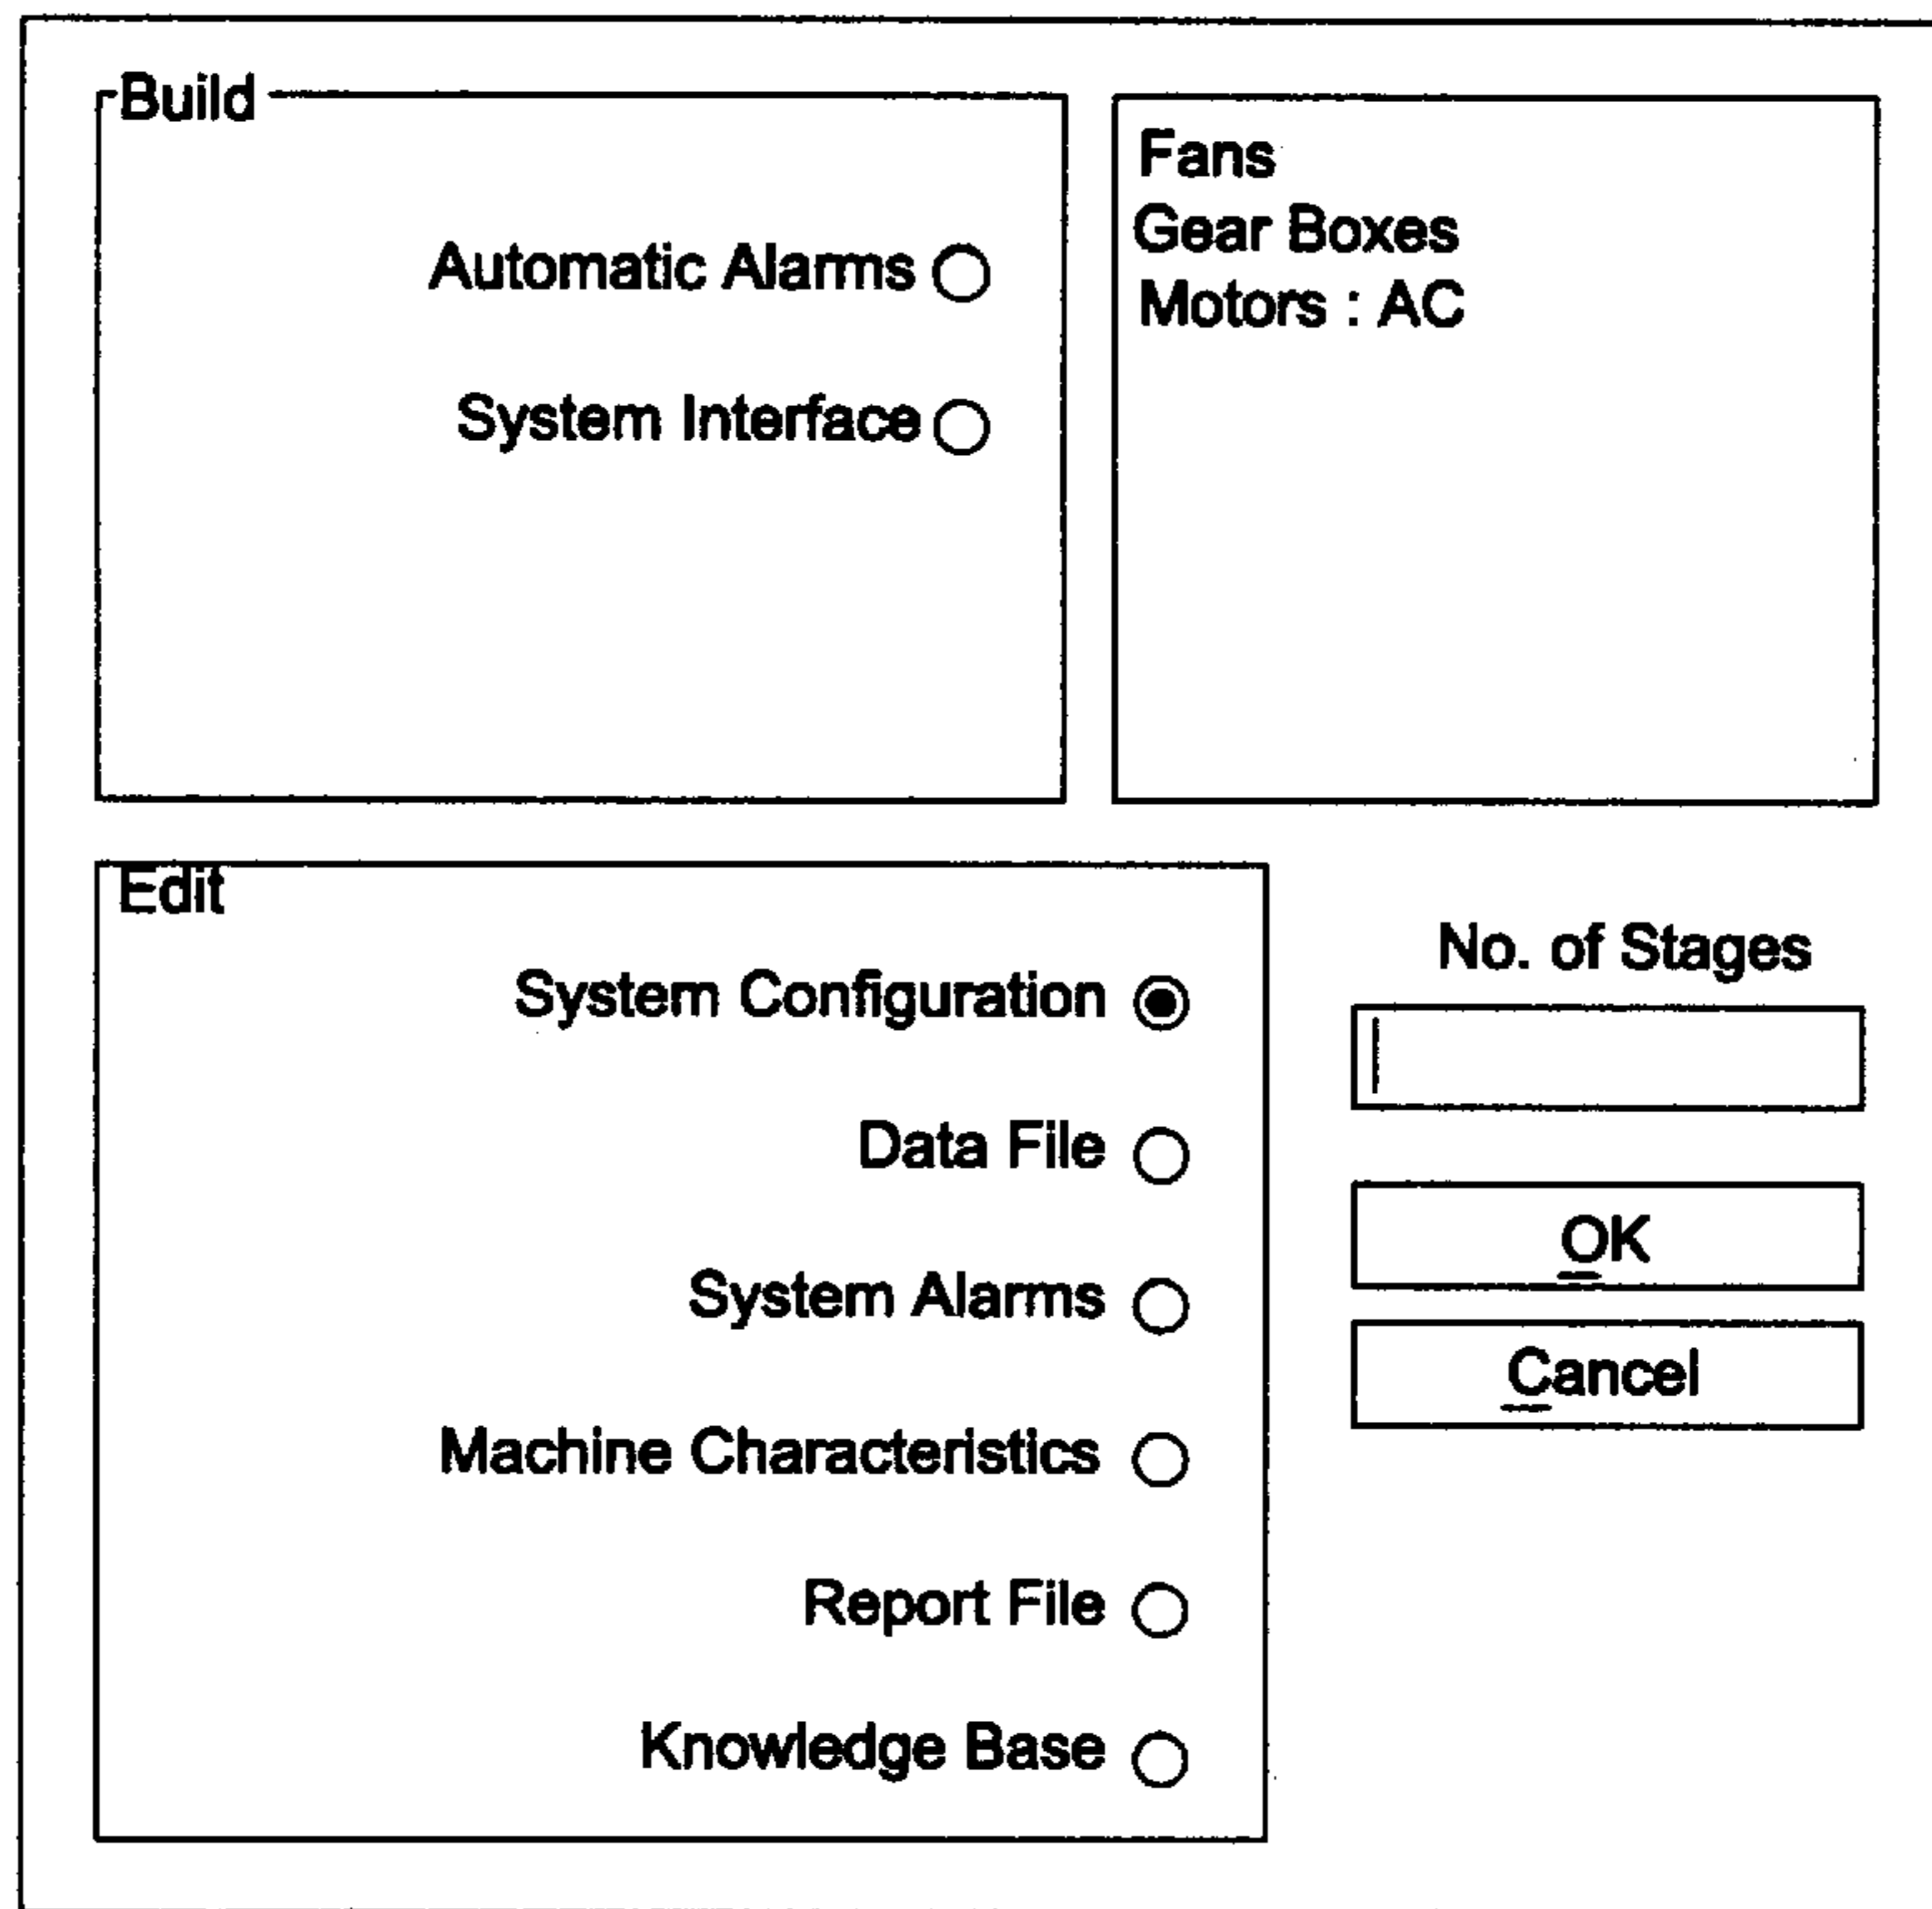 Build
Automatic Alarms
System Interface
Fans
Gear Boxes
Motors : AC
Edit
System Configuration
Data File
System Alarms
Machine Characteristics
Report File
Knowledge Base
No. of Stages
OK
Cancel